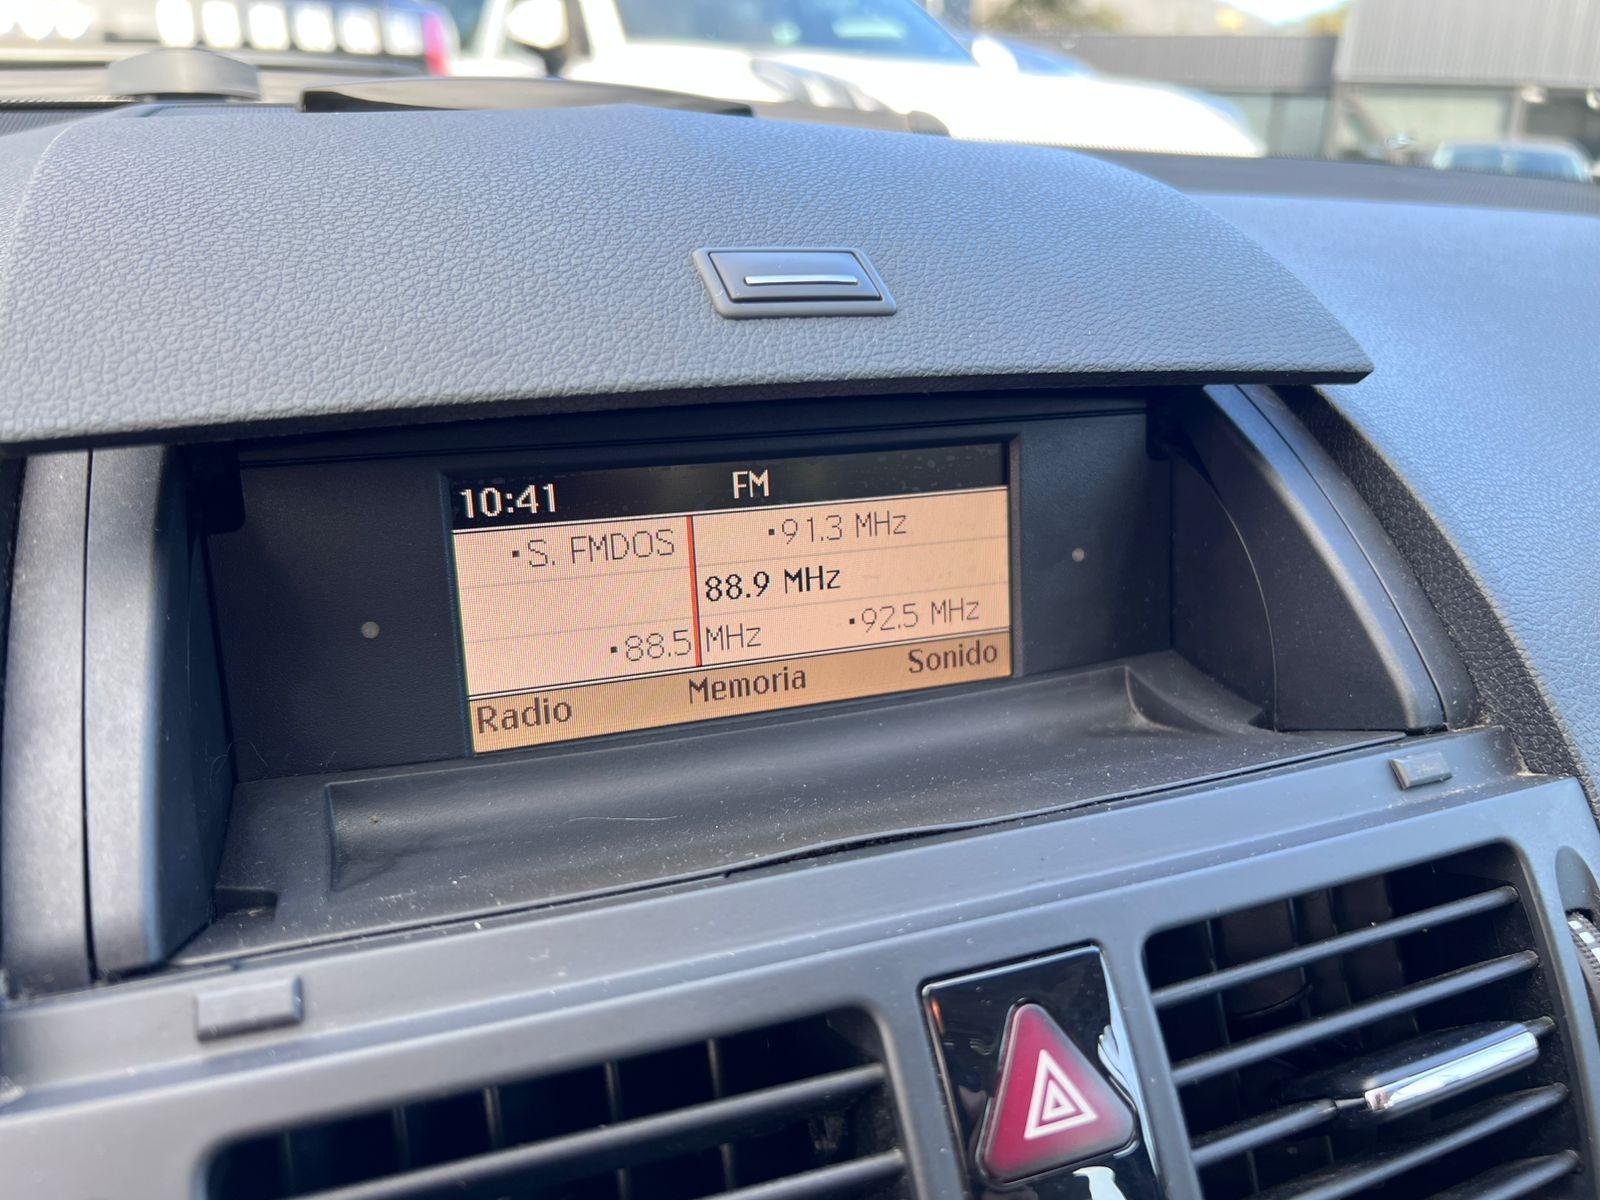 10:41 FM
·S. FMDOS ·91.3 MHz
88.9 MHz
·88.5 MHz ·92.5 MHz
Radio Memoria Sonido